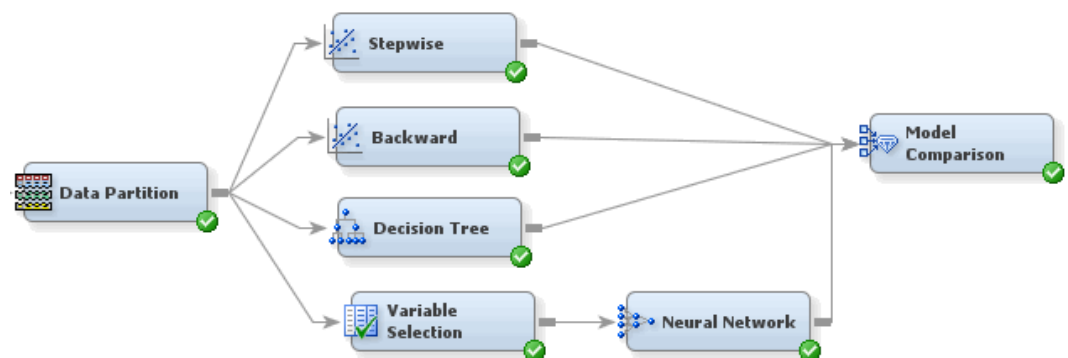 Stepwise
Backward
Data Partition
Decision Tree
Variable
Selection
Neural Network
Model
Comparison